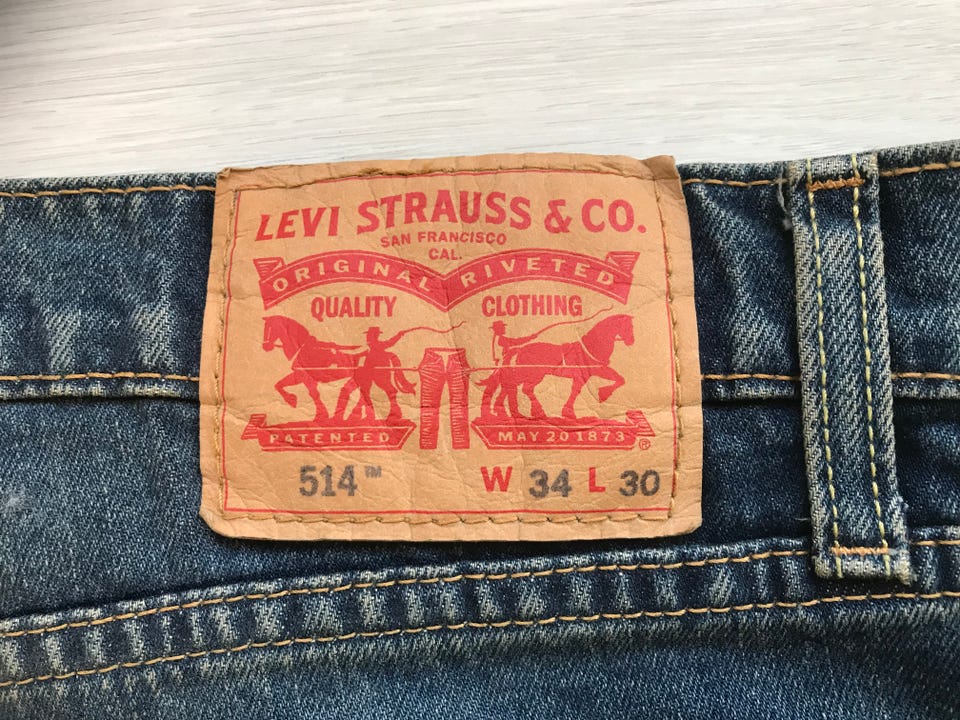 LEVI STRAUSS & CO.
SAN FRANCISCO
CAL.
ORIGINAL RIVETED
QUALITY CLOTHING
PATENTED MAY 20 1873 ®
514™ W 34 L 30